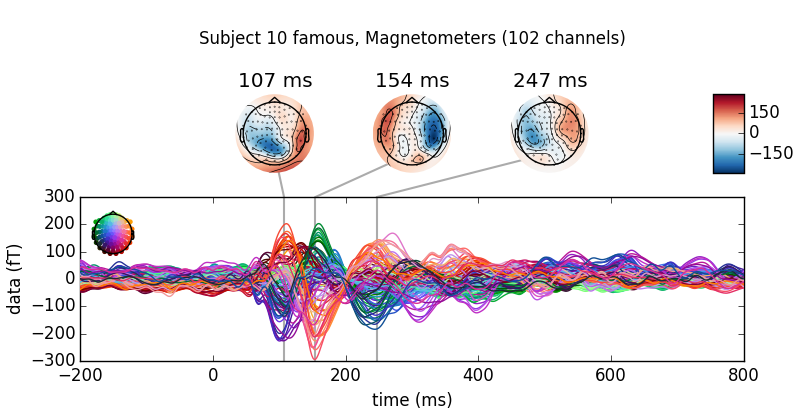 Subject 10 famous, Magnetometers (102 channels)
107 ms
154 ms
247 ms
150
0
−150
300
200
100
0
−100
−200
−300
data (fT)
−200
0
200
400
600
800
time (ms)